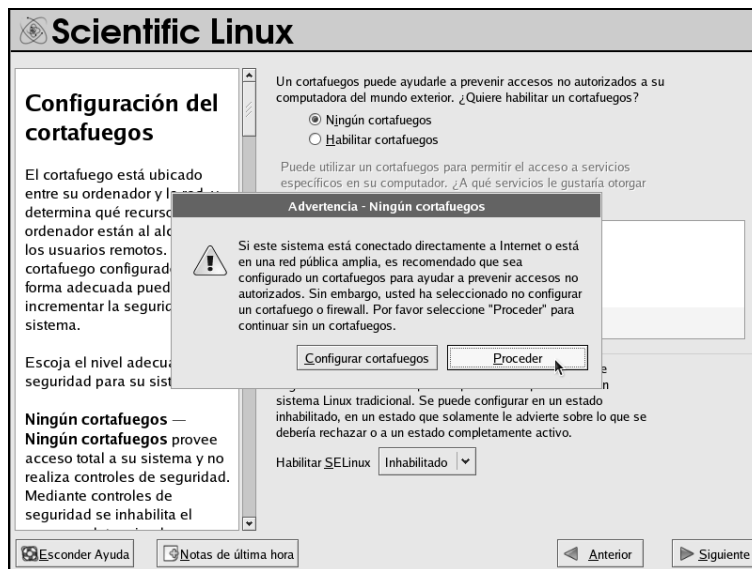 Scientific Linux
Configuración del
cortafuegos
El cortafuego está ubicado
entre su ordenador y la red, y
determina qué recurso
ordenador están al alc
los usuarios remotos.
cortafuego configurad
forma adecuada pued
incrementar la segurid
sistema.
Escoja el nivel adecua
seguridad para su sist
Ningún cortafuegos —
Ningún cortafuegos provee
acceso total a su sistema y no
realiza controles de seguridad.
Mediante controles de
seguridad se inhabilita el
Un cortafuegos puede ayudarle a prevenir accesos no autorizados a su
computadora del mundo exterior. ¿Quiere habilitar un cortafuegos?
Ningún cortafuegos
Habilitar cortafuegos
Puede utilizar un cortafuegos para permitir el acceso a servicios
específicos en su computador. ¿A qué servicios le gustaría otorgar
Advertencia - Ningún cortafuegos
Si este sistema está conectado directamente a Internet o está
en una red pública amplia, es recomendado que sea
configurado un cortafuegos para ayudar a prevenir accesos no
autorizados. Sin embargo, usted ha seleccionado no configurar
un cortafuego o firewall. Por favor seleccione "Proceder" para
continuar sin un cortafuegos.
Configurar cortafuegos
Proceder
sistema Linux tradicional. Se puede configurar en un estado
inhabilitado, en un estado que solamente le advierte sobre lo que se
debería rechazar o a un estado completamente activo.
Habilitar SELinux
Inhabilitado
Esconder Ayuda
Notas de última hora
Anterior
Siguiente